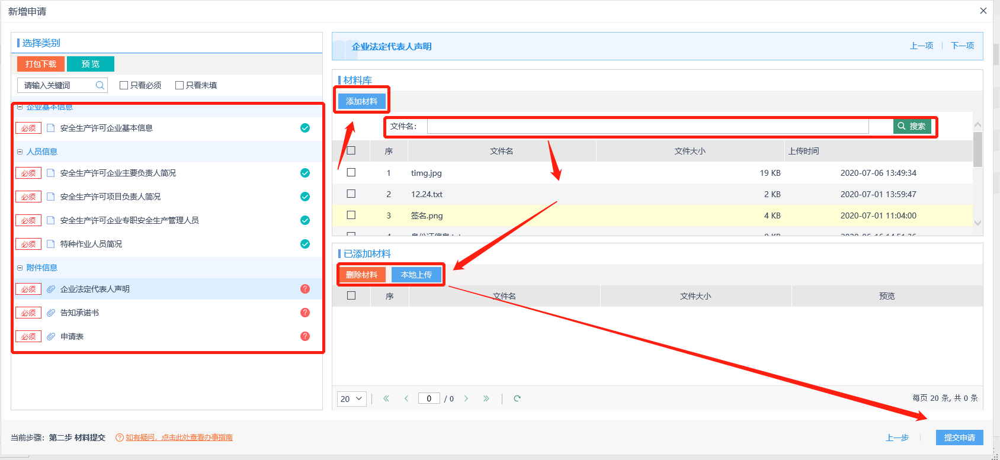 新增申请
选择类别
打包下载 预 览
请输入关键词 只看必须 只看未填
企业基本信息
必须 安全生产许可企业基本信息
人员信息
必须 安全生产许可企业主要负责人简况
必须 安全生产许可项目负责人简况
必须 安全生产许可企业专职安全生产管理人员
必须 特种作业人员简况
附件信息
必须 企业法定代表人声明
必须 告知承诺书
必须 申请表
企业法定代表人声明 上一项 下一项
材料库
添加材料
文件名： 搜索
序 文件名 文件大小 上传时间
1 timg.jpg 19 KB 2020-07-06 13:49:34
2 12.24.txt 2 KB 2020-07-01 13:59:47
3 签名.png 4 KB 2020-07-01 11:04:00
已添加材料
删除材料 本地上传
序 文件名 文件大小 预览
20 0 / 0 每页 20 条, 共 0 条
当前步骤： 第二步 材料提交 如有疑问，点击此处查看办事指南 上一步 提交申请